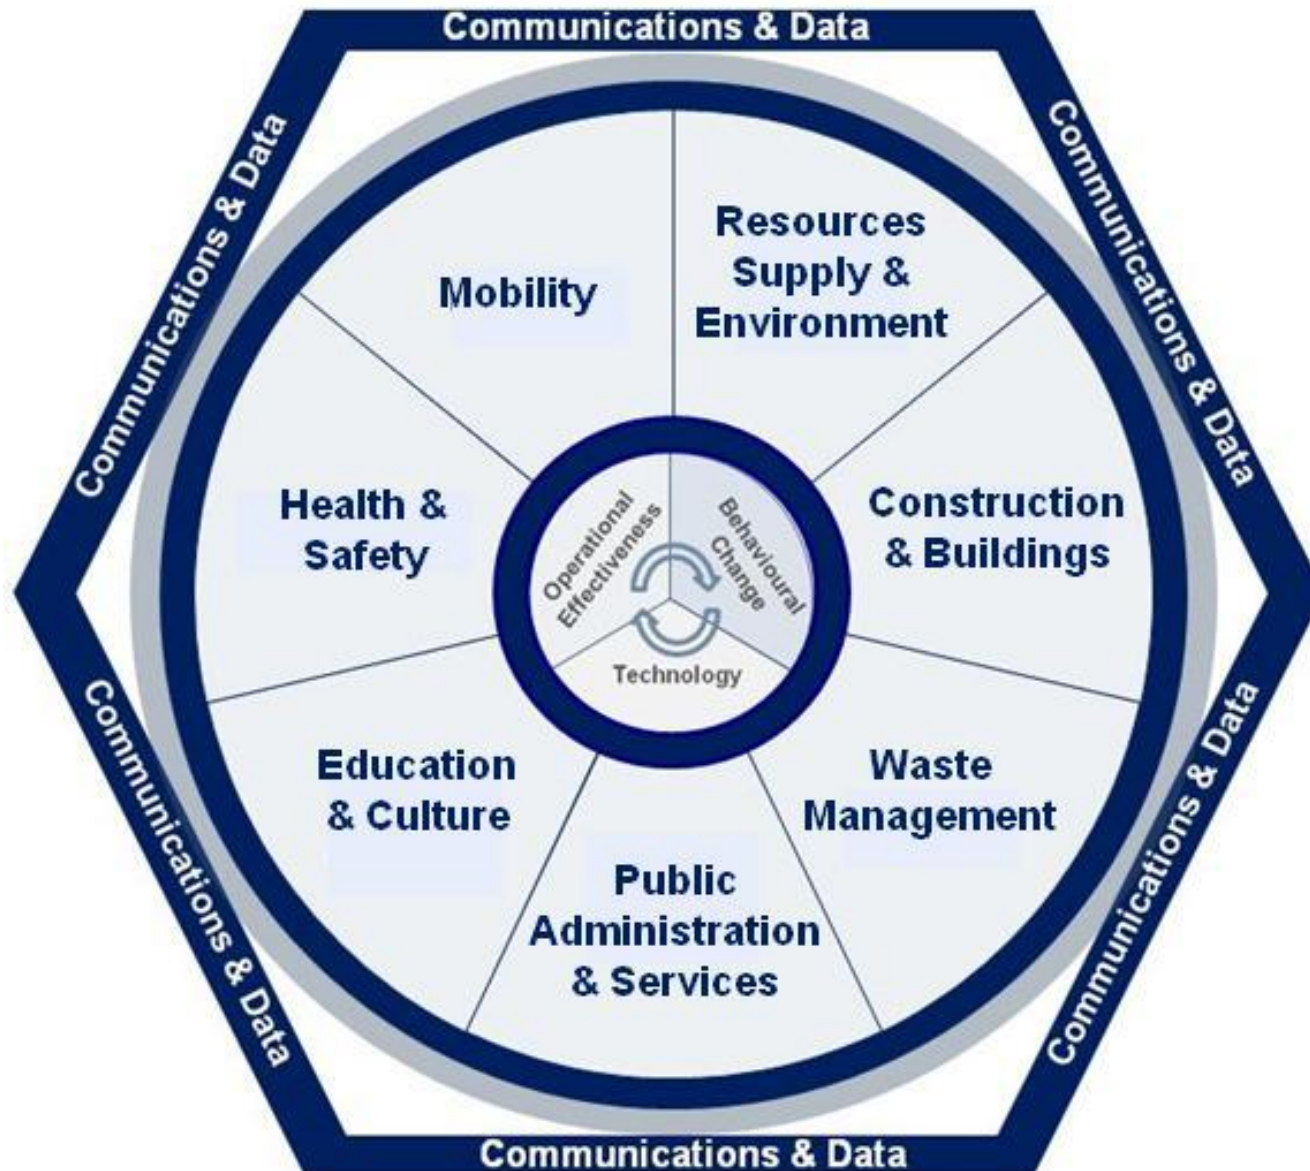 Communications & Data
Communications & Data
Communications & Data
Resources
Supply &
Environment
Mobility
Health &
Safety
Construction
& Buildings
Operational
Effectiveness
Behavioural
Change
Technology
Education
& Culture
Waste
Management
Public
Administration
& Services
Communications & Data
Communications & Data
Communications & Data